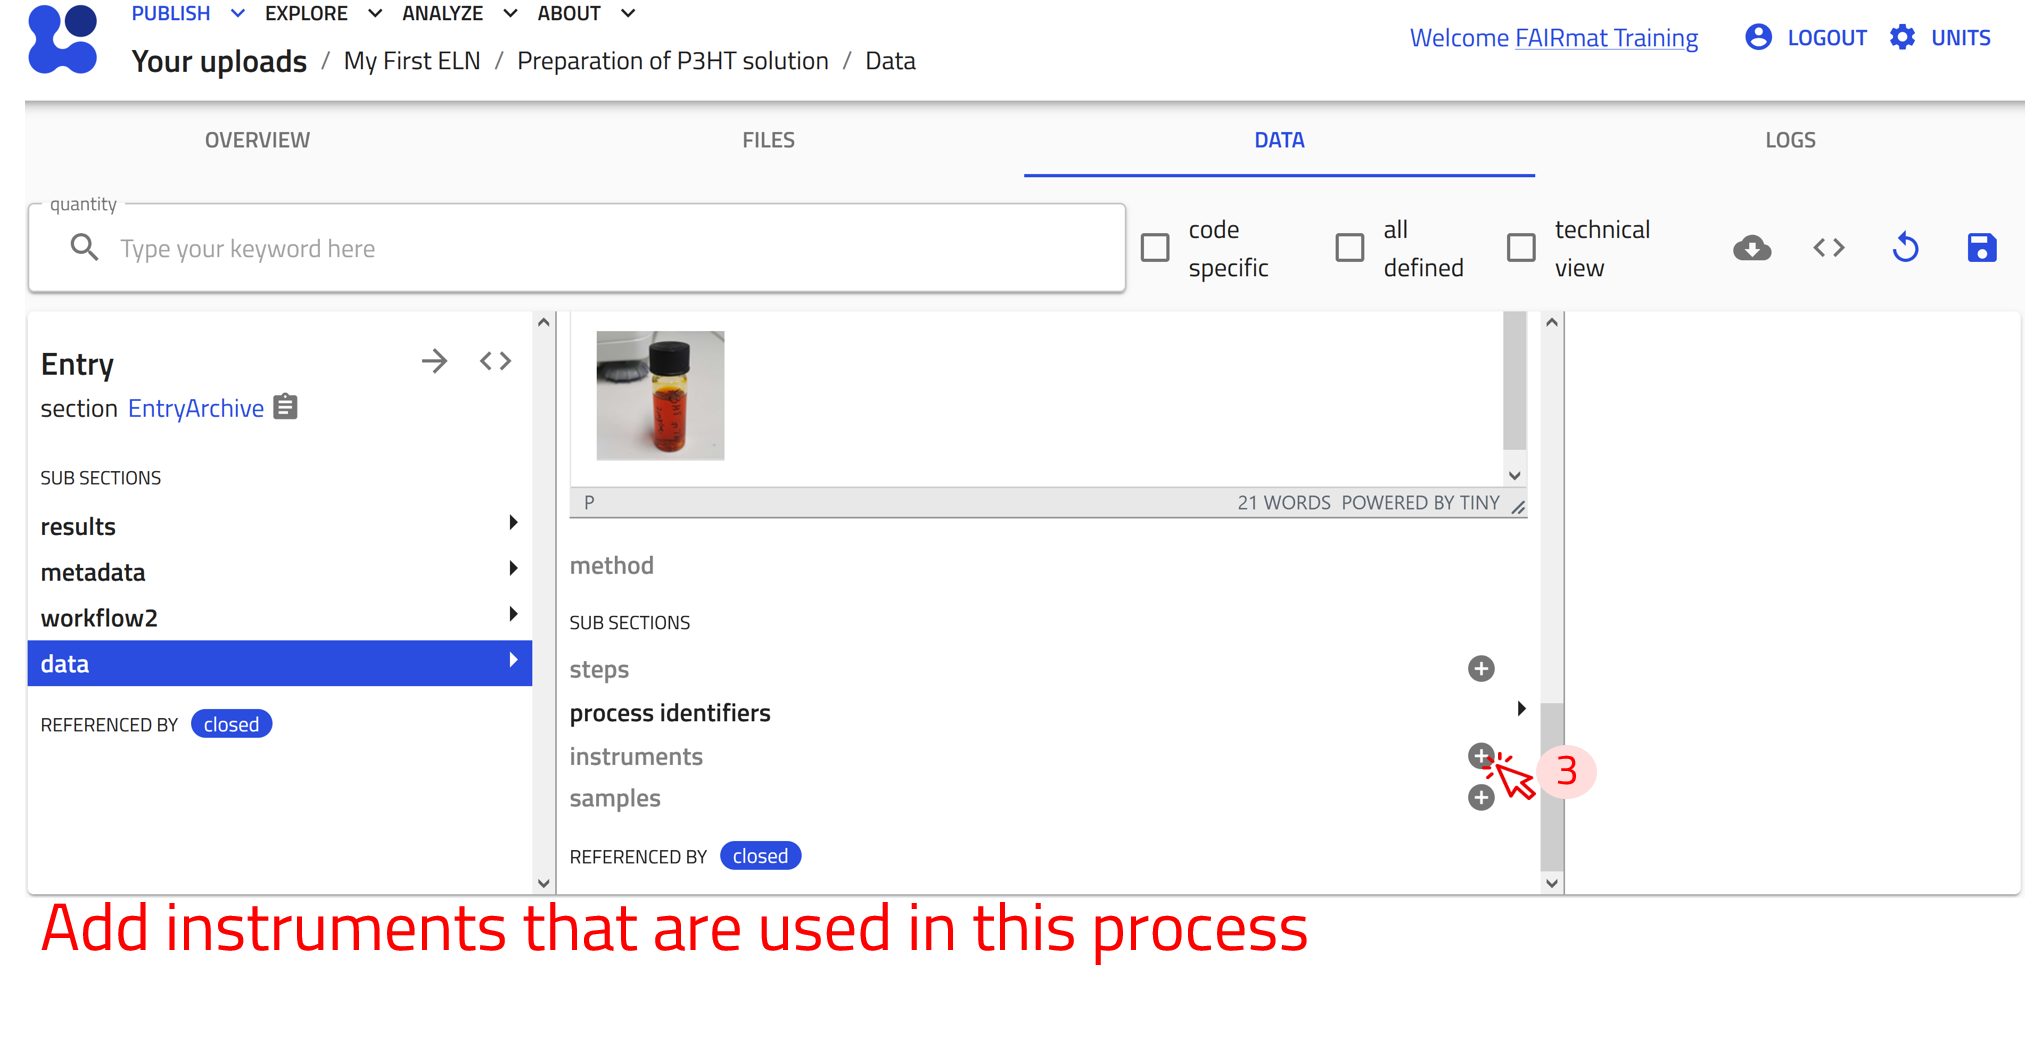 PUBLISH EXPLORE ANALYZE ABOUT
Your uploads / My First ELN / Preparation of P3HT solution / Data
Welcome FAIRmat Training LOGOUT UNITS
OVERVIEW FILES DATA LOGS
quantity
Type your keyword here
code specific
all defined
technical view
Entry
section EntryArchive
SUB SECTIONS
results
metadata
workflow2
data
REFERENCED BY closed
P 21 WORDS POWERED BY TINY
method
SUB SECTIONS
steps
process identifiers
instruments
3
samples
REFERENCED BY closed
Add instruments that are used in this process